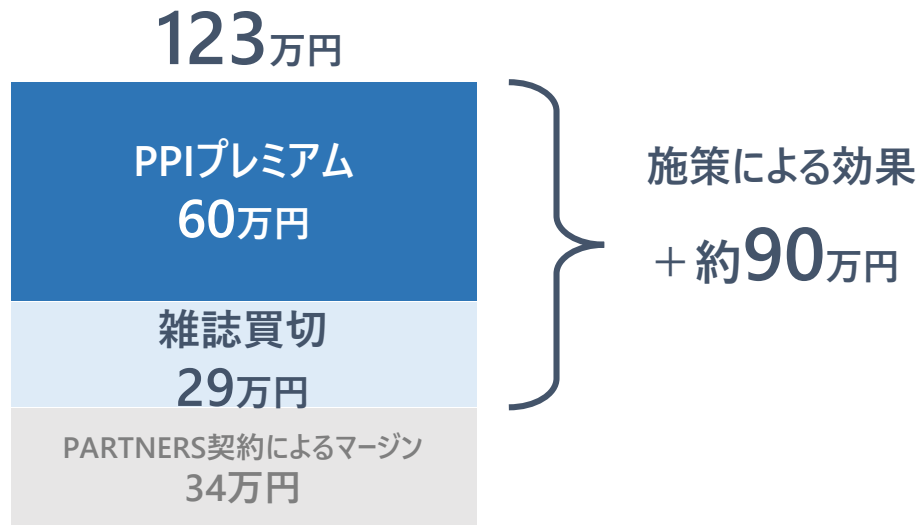 123万円
PPIプレミアム
60万円
雑誌買切
29万円
PARTNERS契約によるマージン
34万円
施策による効果
＋約90万円